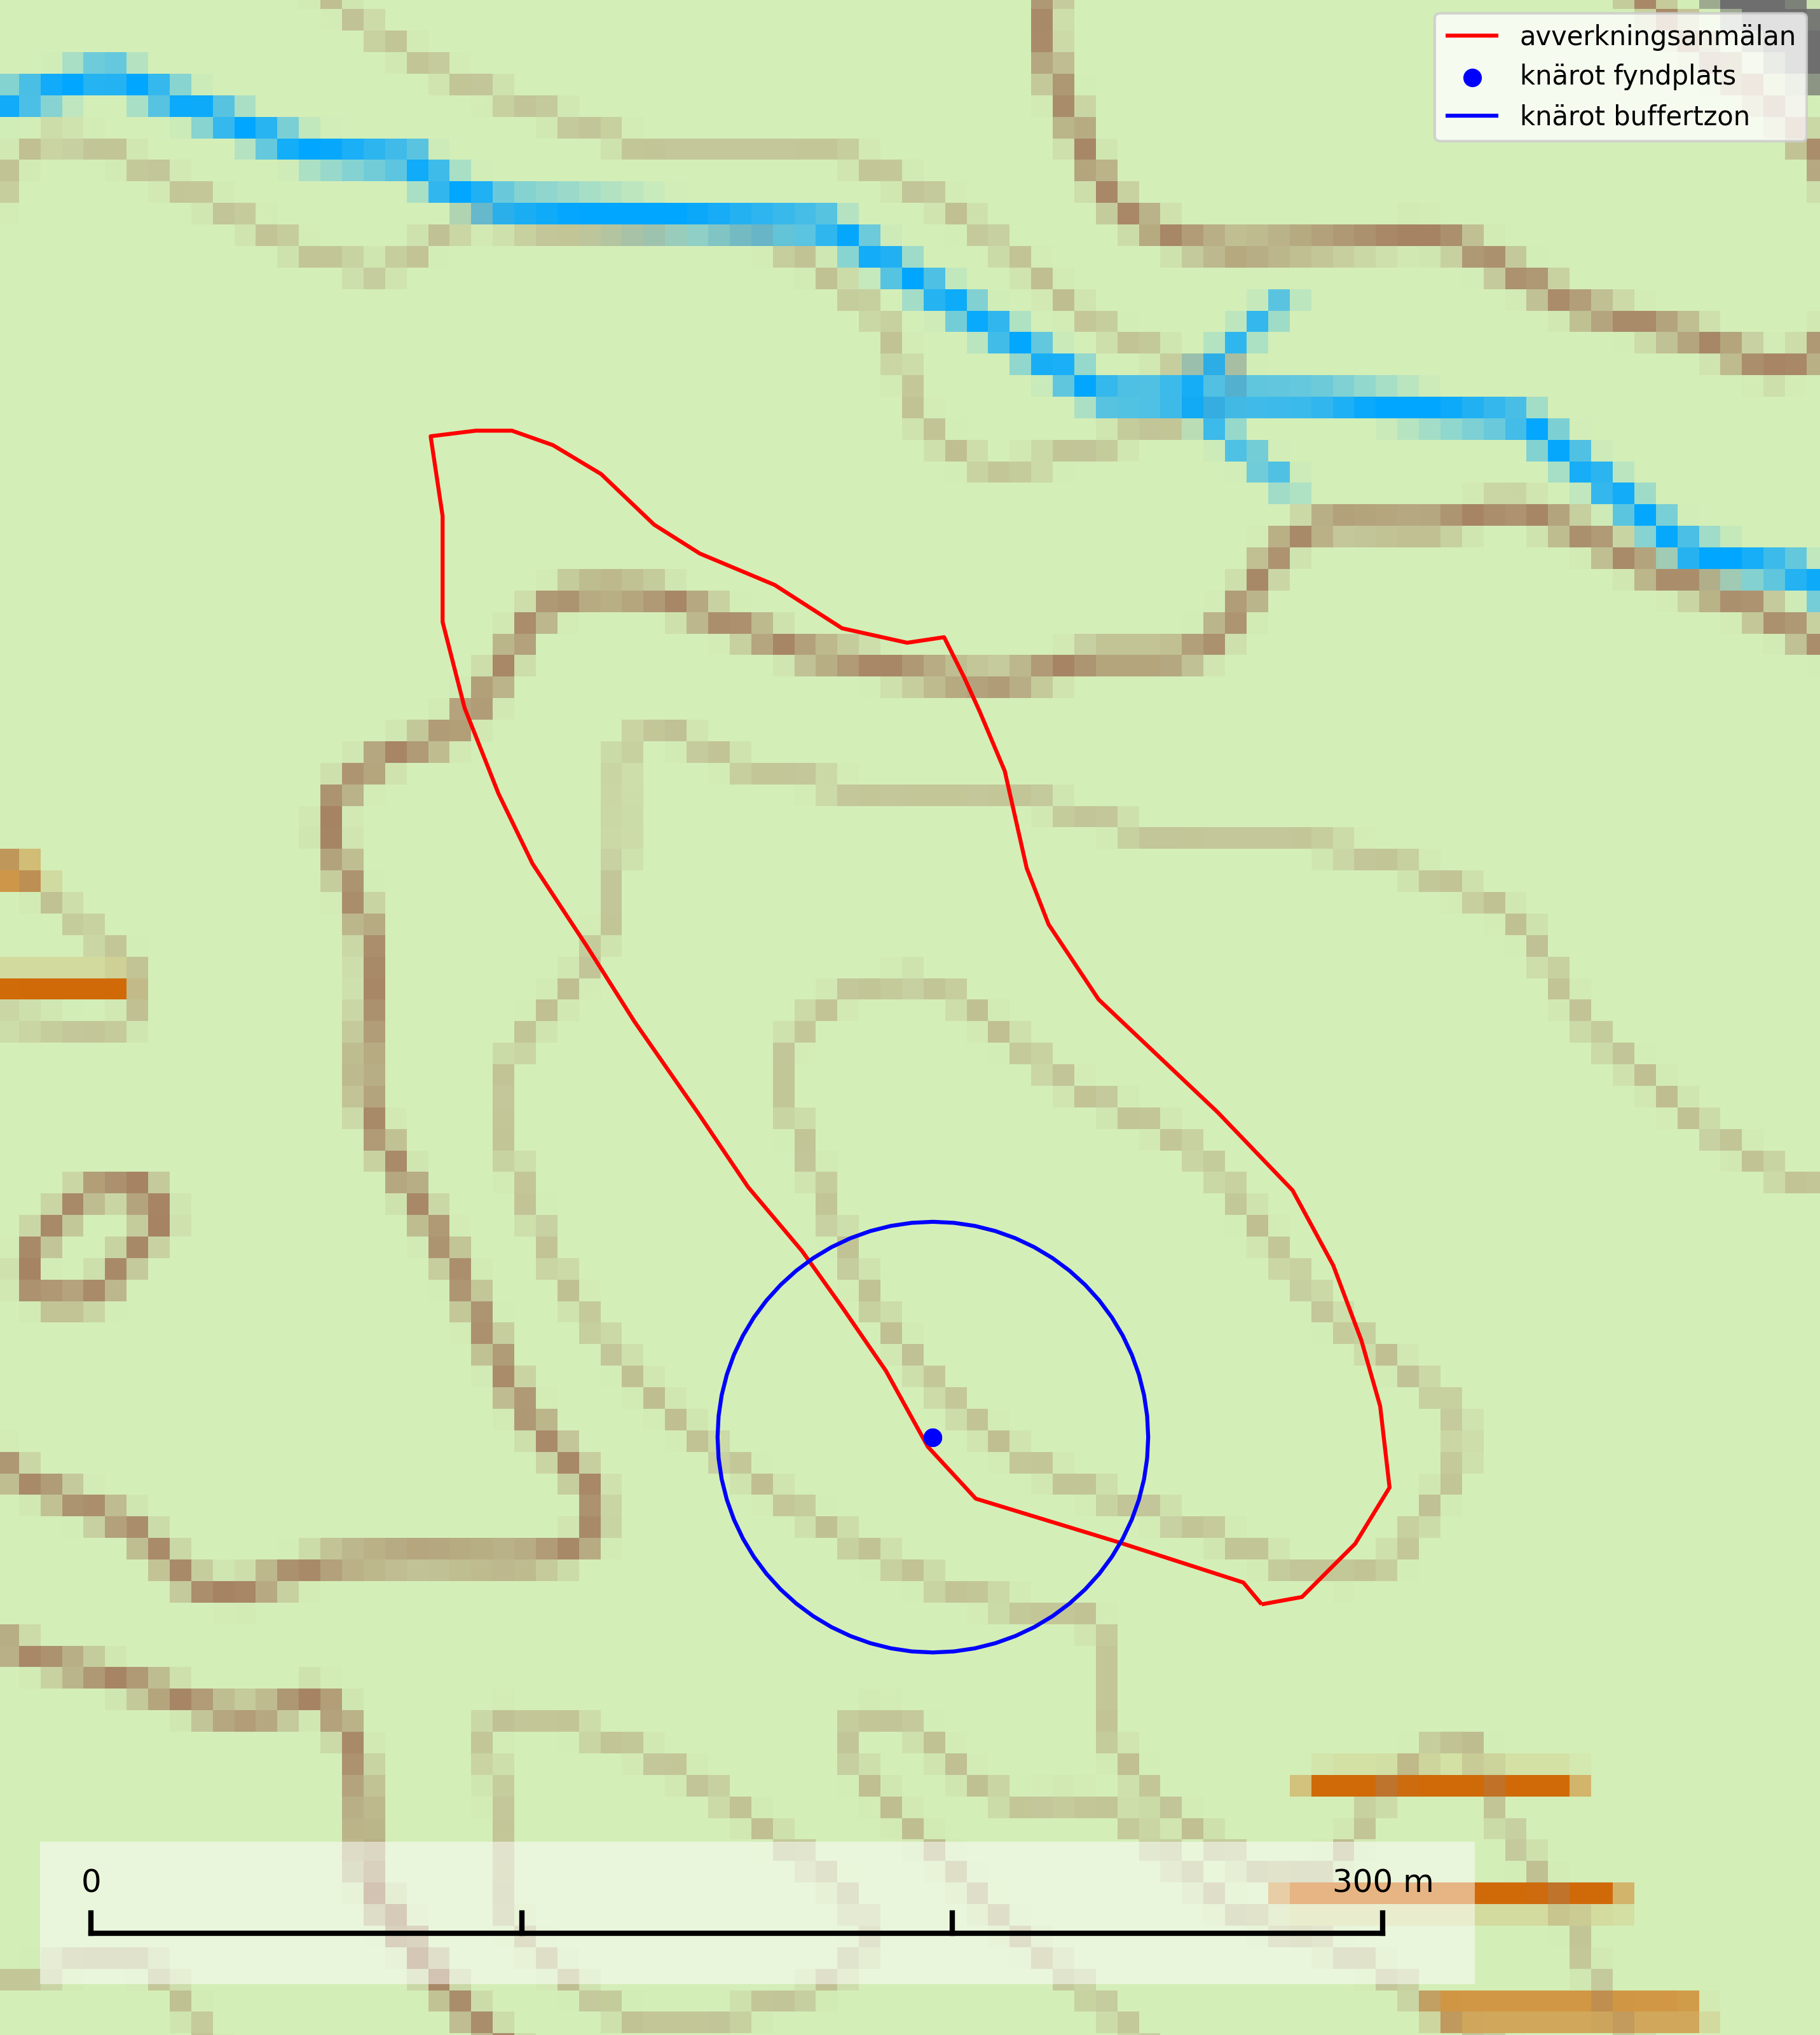 avverkningsanmälan
knärot fyndplats
knärot buffertzon
0 300 m